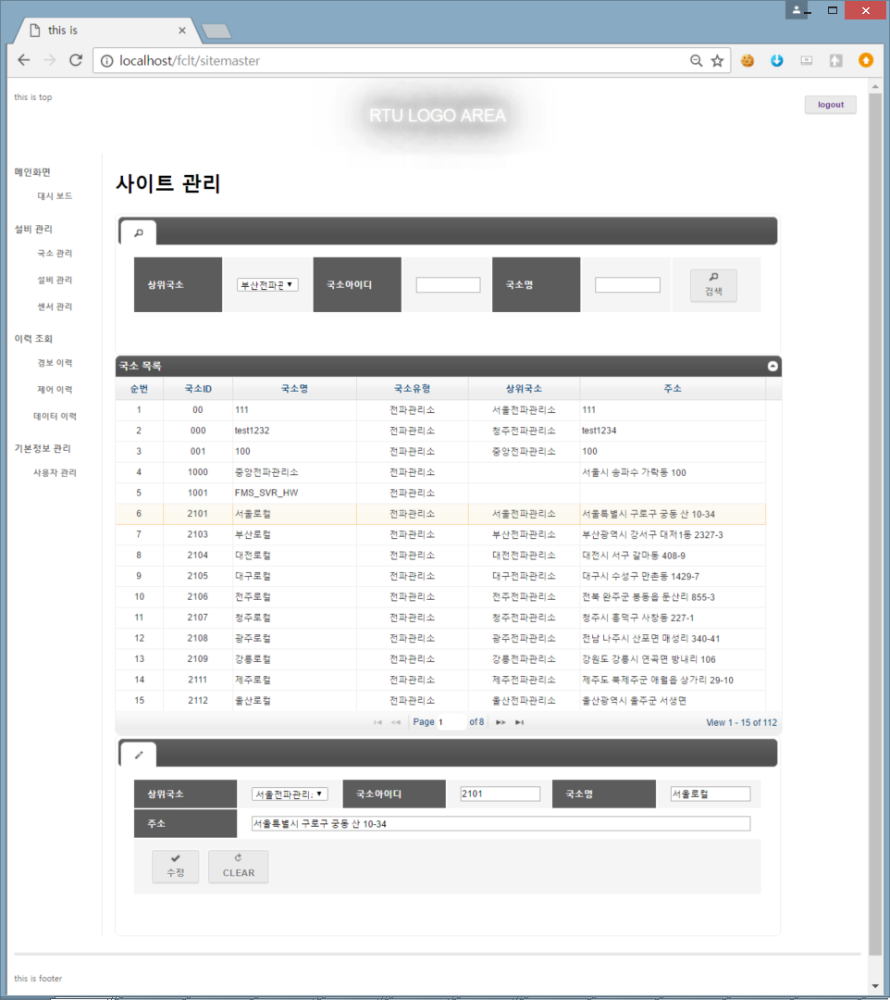 this is
localhost/fclt/sitemaster
this is top
RTU LOGO AREA
logout
메인화면
대시 보드
설비 관리
국소 관리
설비 관리
센서 관리
이력 조회
경보 이력
제어 이력
데이터 이력
기본정보 관리
사용자 관리
사이트 관리
상위국소 부산전파관 국소아이디 국소명 검색
국소 목록
순번 국소ID 국소명 국소유형 상위국소 주소
1 00 111 전파관리소 서울전파관리소 111
2 000 test1232 전파관리소 청주전파관리소 test1234
3 001 100 전파관리소 중앙전파관리소 100
4 1000 중앙전파관리소 전파관리소 서울시 송파수 가락동 100
5 1001 FMS_SVR_HW 전파관리소
6 2101 서울로컬 전파관리소 서울전파관리소 서울특별시 구로구 궁동 산 10-34
7 2103 부산로컬 전파관리소 부산전파관리소 부산광역시 강서구 대저1동 2327-3
8 2104 대전로컬 전파관리소 대전전파관리소 대전시 서구 갈마동 408-9
9 2105 대구로컬 전파관리소 대구전파관리소 대구시 수성구 만촌동 1429-7
10 2106 전주로컬 전파관리소 전주전파관리소 전북 완주군 봉동읍 둔산리 855-3
11 2107 청주로컬 전파관리소 청주전파관리소 청주시 흥덕구 사창동 227-1
12 2108 광주로컬 전파관리소 광주전파관리소 전남 나주시 산포면 매성리 340-41
13 2109 강릉로컬 전파관리소 강릉전파관리소 강원도 강릉시 연곡면 방내리 106
14 2111 제주로컬 전파관리소 제주전파관리소 제주도 북제주군 애월읍 상가리 29-10
15 2112 울산로컬 전파관리소 울산전파관리소 울산광역시 울주군 서생면
Page 1 of 8 View 1 - 15 of 112
상위국소 서울전파관리: 국소아이디 2101 국소명 서울로컬
주소 서울특별시 구로구 궁동 산 10-34
수정 CLEAR
this is footer